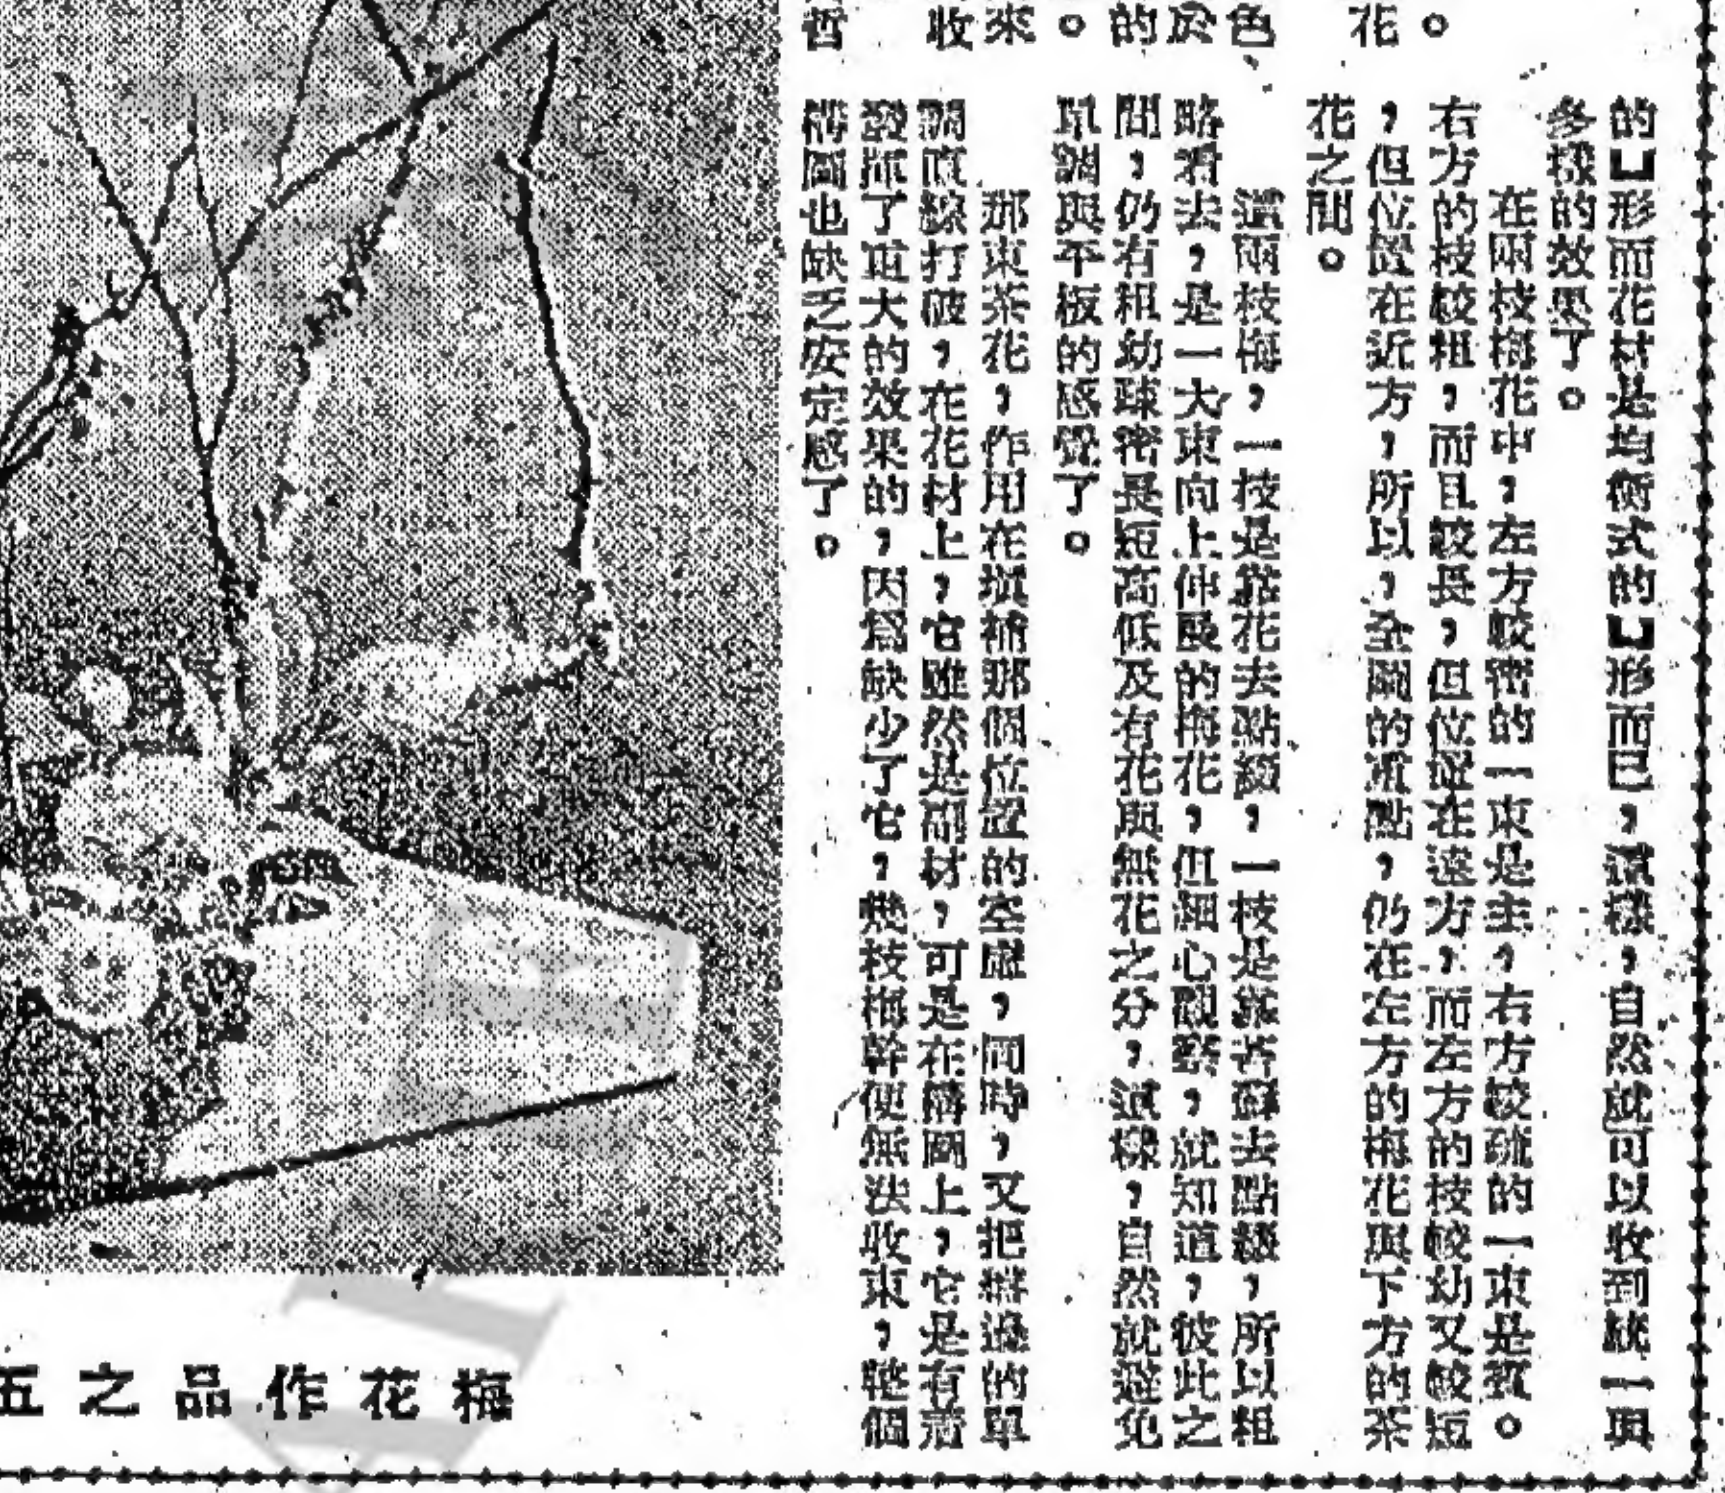 。
花
色
於
的
。
來
收
哲
的凵形而花材是均衡式的凵形而已，這樣，自然就可以收到統一與
多樣的效果了。
在兩枝梅花中，左方較密的一束是主，右方較疏的一束是賓。
右方的枝較粗，而且較長，但位置在遠方，而左方的枝較幼又較短
，但位置在近方，所以，全圖的重點，仍在左方的梅花與下方的茶
花之間。
這兩枝梅，一枝是靠花去點綴，一枝是靠苔蘚去點綴，所以粗
略看去，是一大束向上伸展的梅花，但細心觀察，就知道，彼此之
間，仍有粗幼疎密長短高低及有花與無花之分，這樣，自然就避免
單調與平板的感覺了。
那束茶花，作用在填補那個位置的空虛，同時，又把將邊的單
調直線打破，在花材上，它雖然是副材，可是在構圖上，它是有着
發揮了重大的效果的，因爲缺少了它，幾枝梅幹便無法收束，整個
構圖也缺乏安定感了。
梅花作品之五